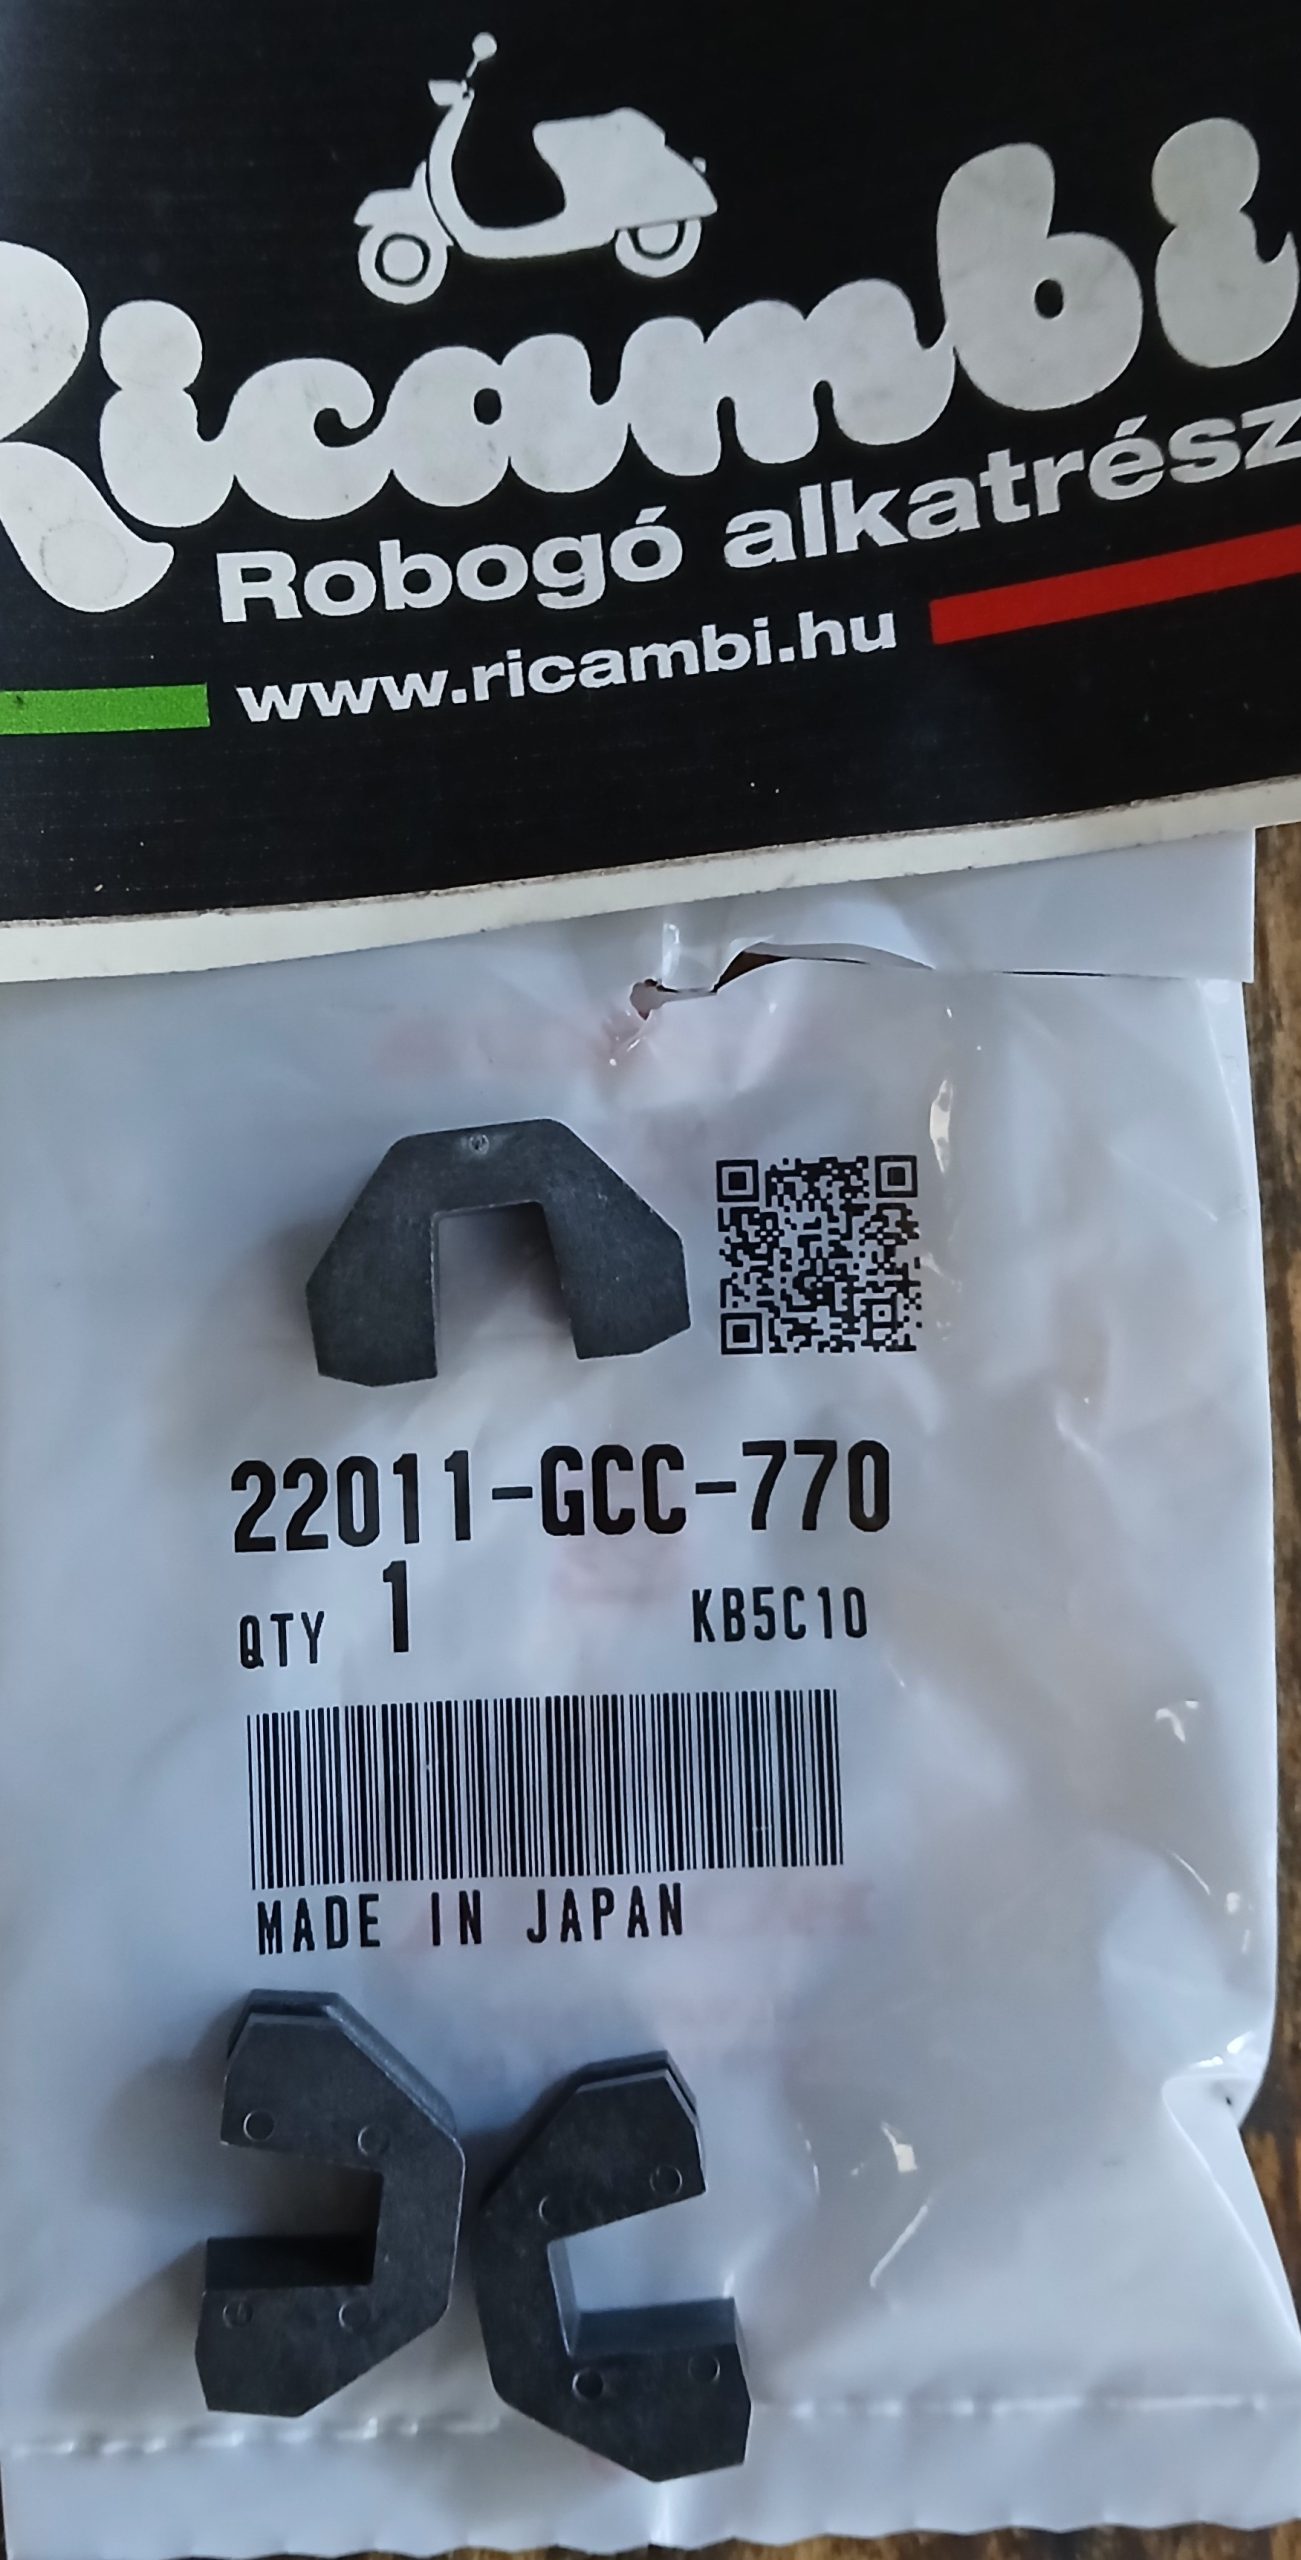 Ricambi
Robogó alkatrész
www.ricambi.hu
22011-GCC-770
QTY 1 KB5C10
MADE IN JAPAN